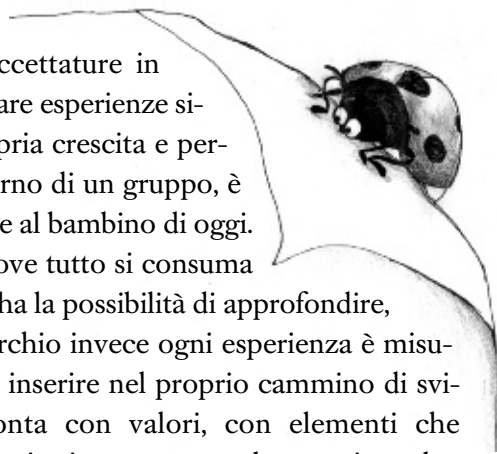 ccettature in
are esperienze si-
pria crescita e per-
rno di un gruppo, è
e al bambino di oggi.
ove tutto si consuma
ha la possibilità di approfondire,
rchio invece ogni esperienza è misu-
inserire nel proprio cammino di svi-
onta con valori, con elementi che